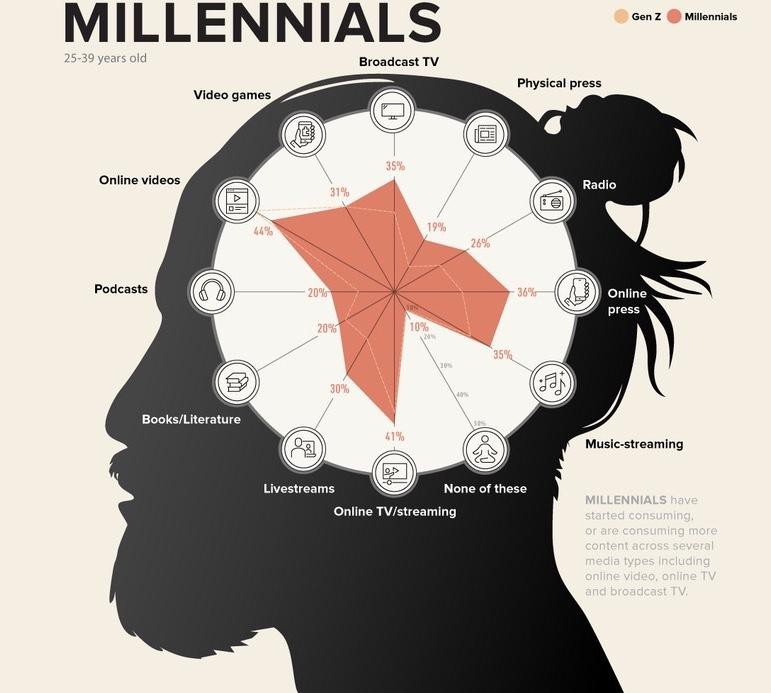 MILLENNIALS
25-39 years old
Gen Z
Millennials
Broadcast TV
Video games
Physical press
Online videos
Radio
Podcasts
Online
press
Books/Literature
Music-streaming
Livestreams
None of these
Online TV/streaming
35%
31%
19%
44%
26%
20%
36%
10%
20%
10%
20%
35%
30%
30%
40%
50%
41%
MILLENNIALS have
started consuming,
or are consuming more
content across several
media types including
online video, online TV
and broadcast TV.